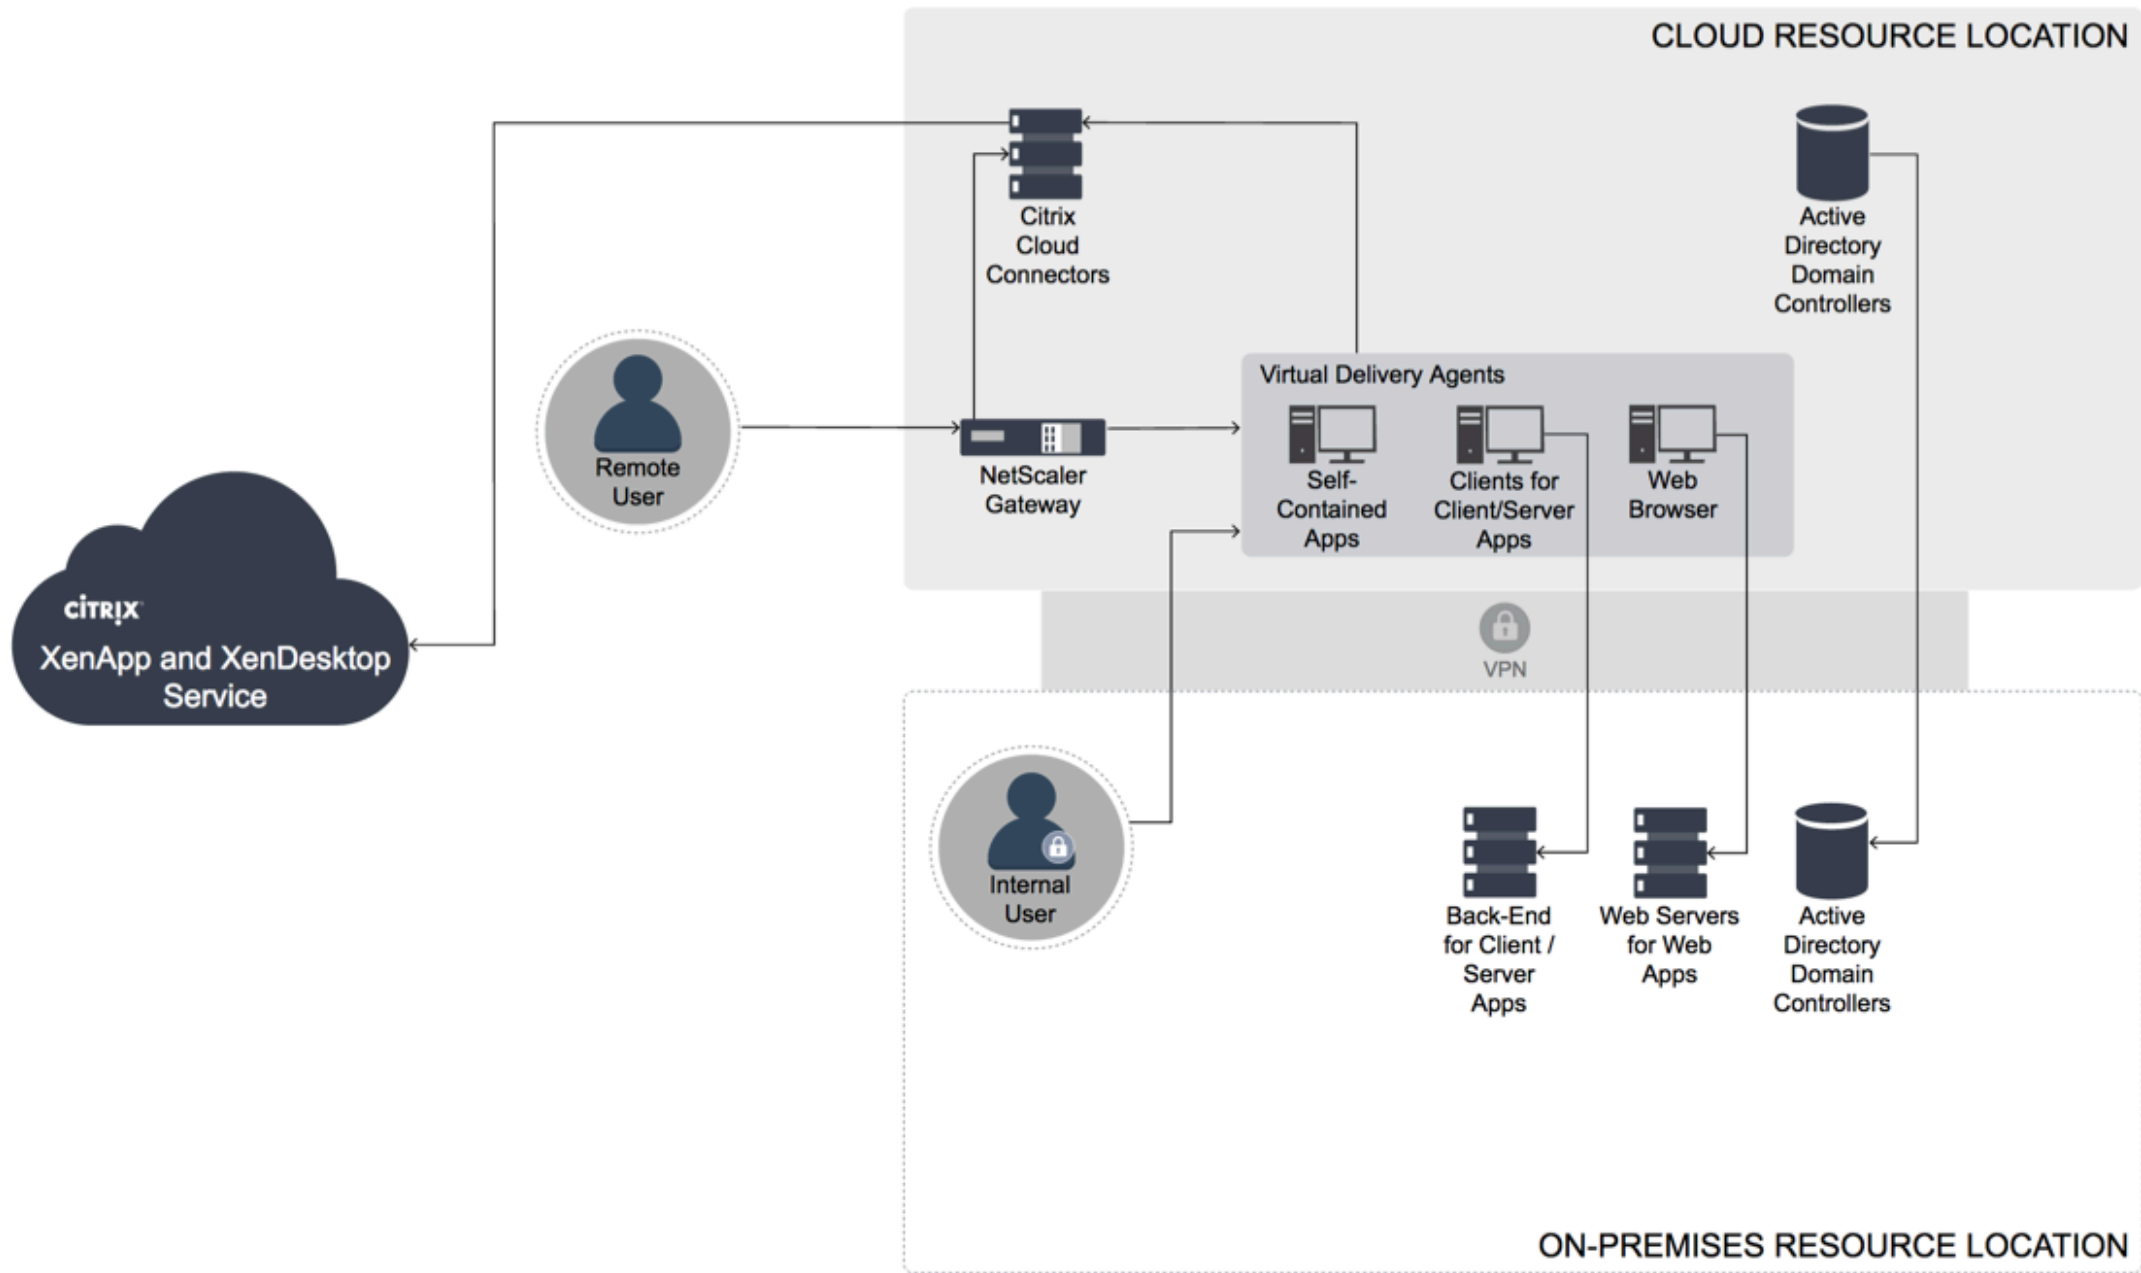 CLOUD RESOURCE LOCATION
Citrix
Cloud
Connectors
Active
Directory
Domain
Controllers
Remote
User
NetScaler
Gateway
Virtual Delivery Agents
Self-
Contained
Apps
Clients for
Client/Server
Apps
Web
Browser
CİTRIX
XenApp and XenDesktop
Service
VPN
Internal
User
Back-End
for Client /
Server
Apps
Web Servers
for Web
Apps
Active
Directory
Domain
Controllers
ON-PREMISES RESOURCE LOCATION